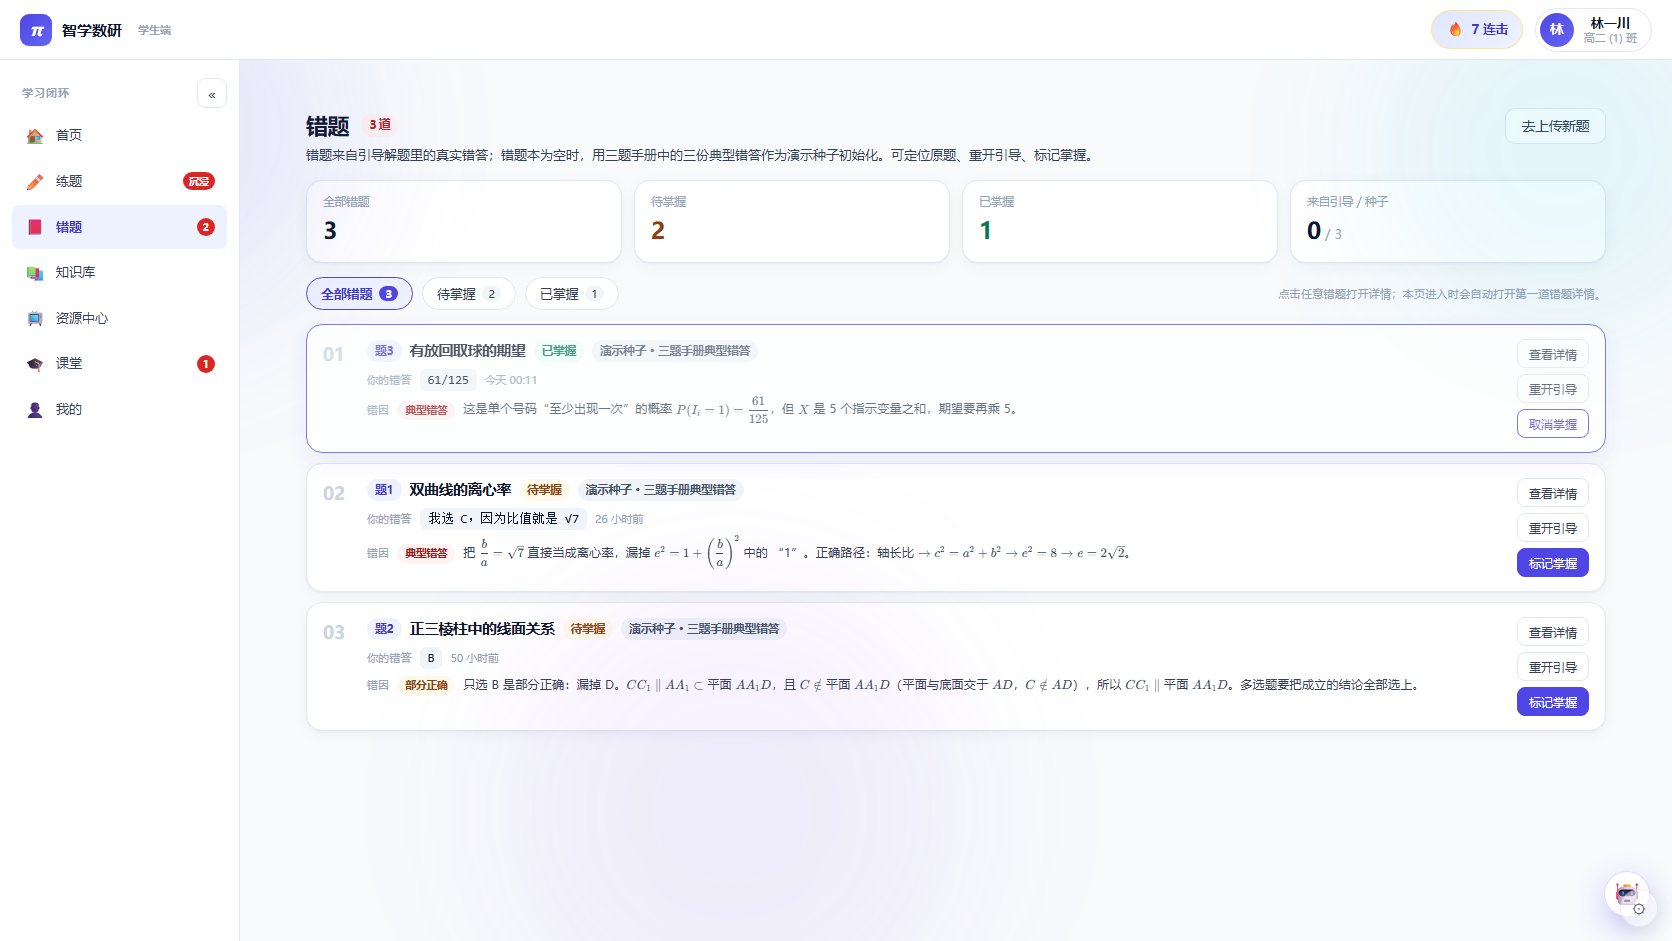 π 智学数研 学生端
🔥 7 连击
林 林一川
高二 (1) 班
学习闭环 «
首页
练题 沉浸
错题 2
知识库
资源中心
课堂 1
我的
错题 3 道
去上传新题
错题来自引导解题里的真实错答；错题本为空时，用三题手册中的三份典型错答作为演示种子初始化。可定位原题、重开引导、标记掌握。
全部错题
3
待掌握
2
已掌握
1
来自引导 / 种子
0 / 3
全部错题 3 待掌握 2 已掌握 1
点击任意错题打开详情；本页进入时会自动打开第一道错题详情。
01 题3 有放回取球的期望 已掌握 演示种子·三题手册典型错答
你的错答 61/125 今天 00:11
错因 典型错答 这是单个号码“至少出现一次”的概率 P(Iᵢ = 1) = 61/125，但 X 是 5 个指示变量之和，期望要再乘 5。
查看详情
重开引导
取消掌握
02 题1 双曲线的离心率 待掌握 演示种子·三题手册典型错答
你的错答 我选 C，因为比值就是 √7 26 小时前
错因 典型错答 把 b/a = √7 直接当成离心率，漏掉 e² = 1 + (b/a)² 中的 “1” 。正确路径：轴长比 → c² = a² + b² → e² = 8 → e = 2√2。
查看详情
重开引导
标记掌握
03 题2 正三棱柱中的线面关系 待掌握 演示种子·三题手册典型错答
你的错答 B 50 小时前
错因 部分正确 只选 B 是部分正确：漏掉 D。CC₁ ∥ AA₁ ⊂ 平面 AA₁D，且 C ∉ 平面 AA₁D（平面与底面交于 AD，C ∉ AD），所以 CC₁ ∥ 平面 AA₁D。多选题要把成立的结论全部选上。
查看详情
重开引导
标记掌握